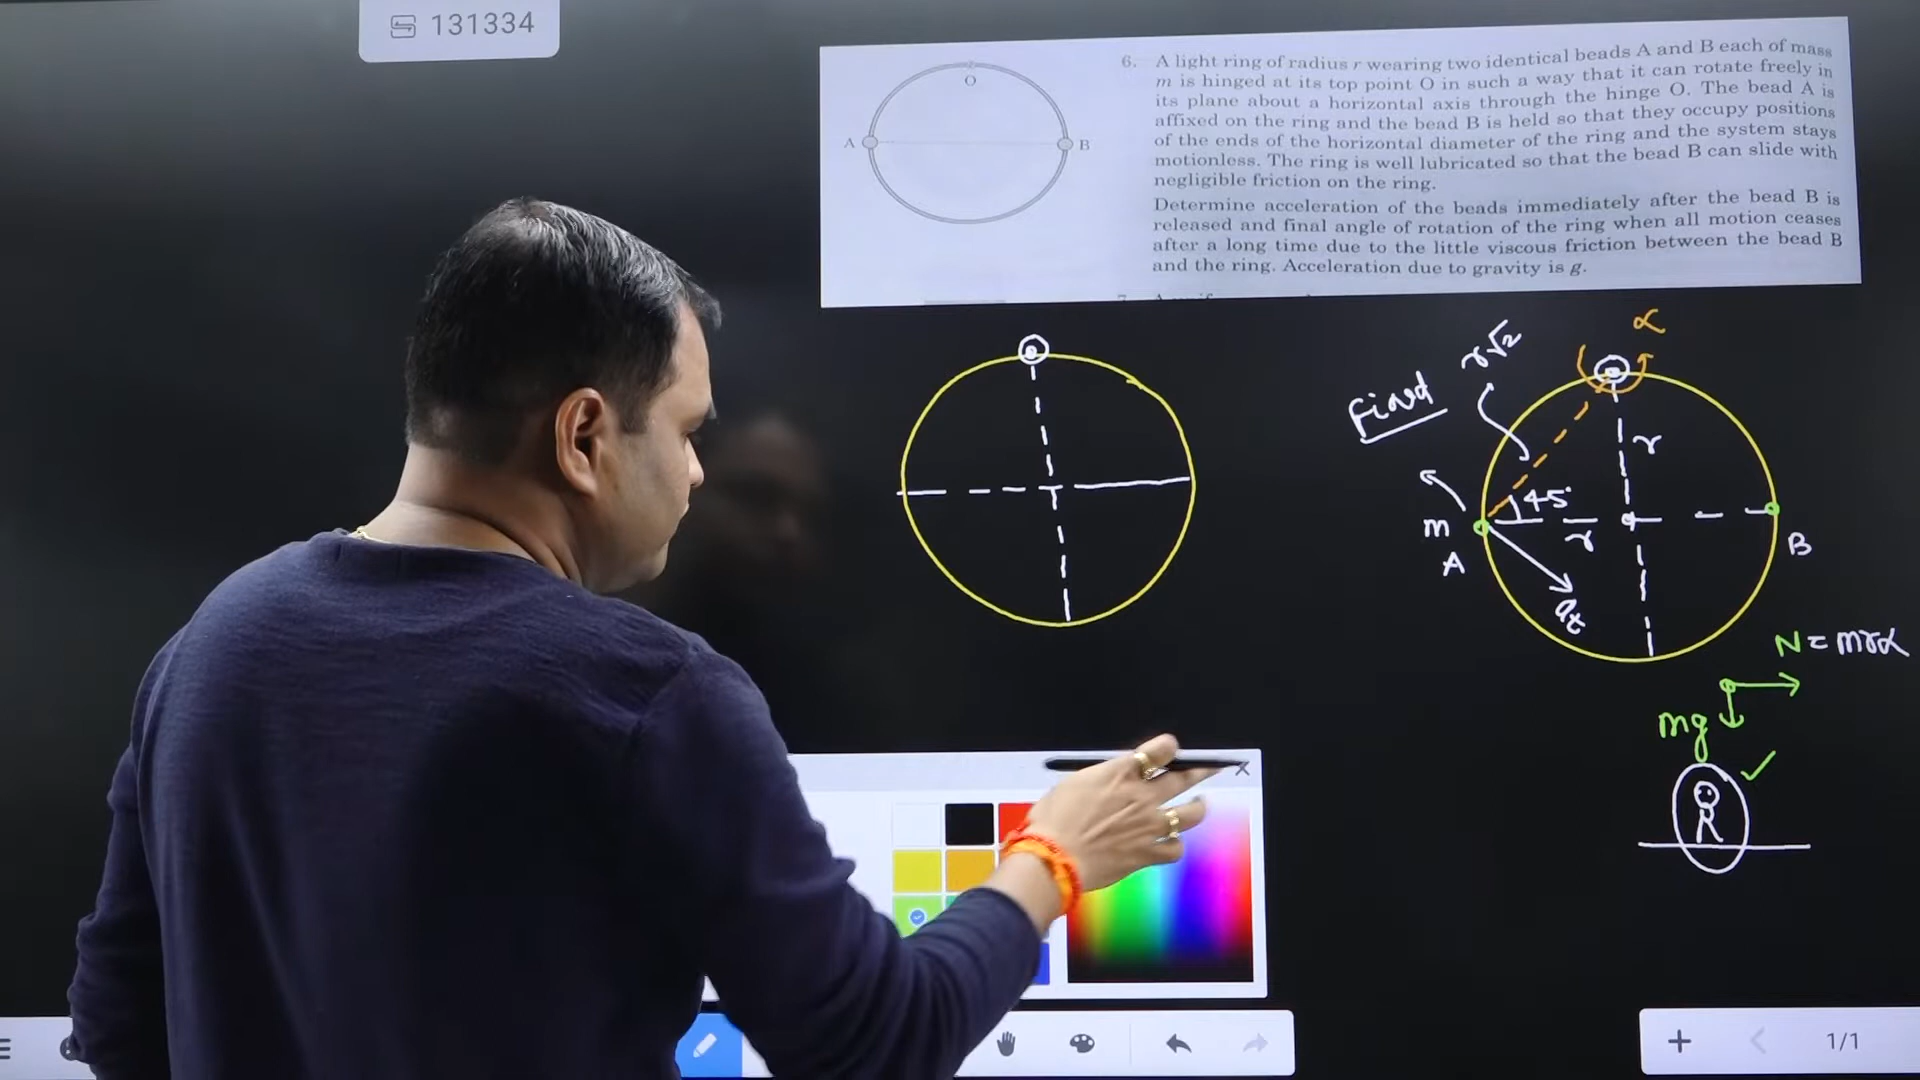 131334
6. A light ring of radius r wearing two identical beads A and B each of mass
m is hinged at its top point O in such a way that it can rotate freely in
its plane about a horizontal axis through the hinge O. The bead A is
affixed on the ring and the bead B is held so that they occupy positions
of the ends of the horizontal diameter of the ring and the system stays
motionless. The ring is well lubricated so that the bead B can slide with
negligible friction on the ring.
Determine acceleration of the beads immediately after the bead B is
released and final angle of rotation of the ring when all motion ceases
after a long time due to the little viscous friction between the bead B
and the ring. Acceleration due to gravity is g.
O
A
B
Find
r√2
α
r
45°
r
m
A
B
at
N = mrα
mg
1/1